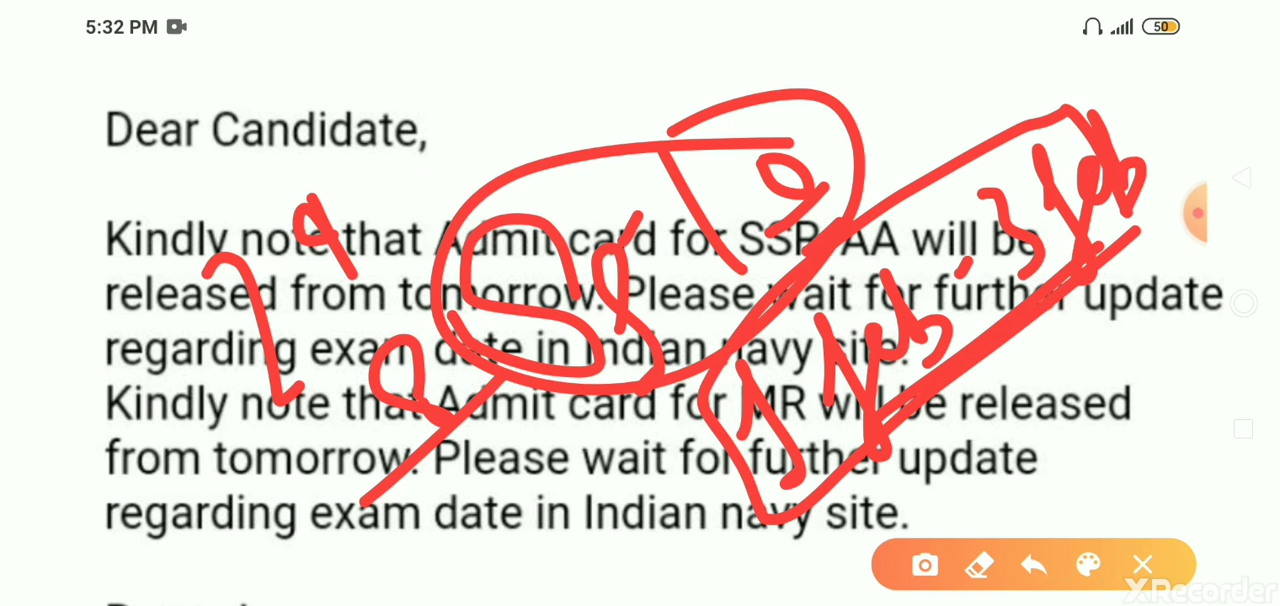 5:32 PM
50
Dear Candidate,
Kindly note that Admit card for SSR AA will be
released from tomorrow. Please wait for further update
regarding exam date in Indian navy site.
Kindly note that Admit card for MR will be released
from tomorrow. Please wait for further update
regarding exam date in Indian navy site.
XRecorder